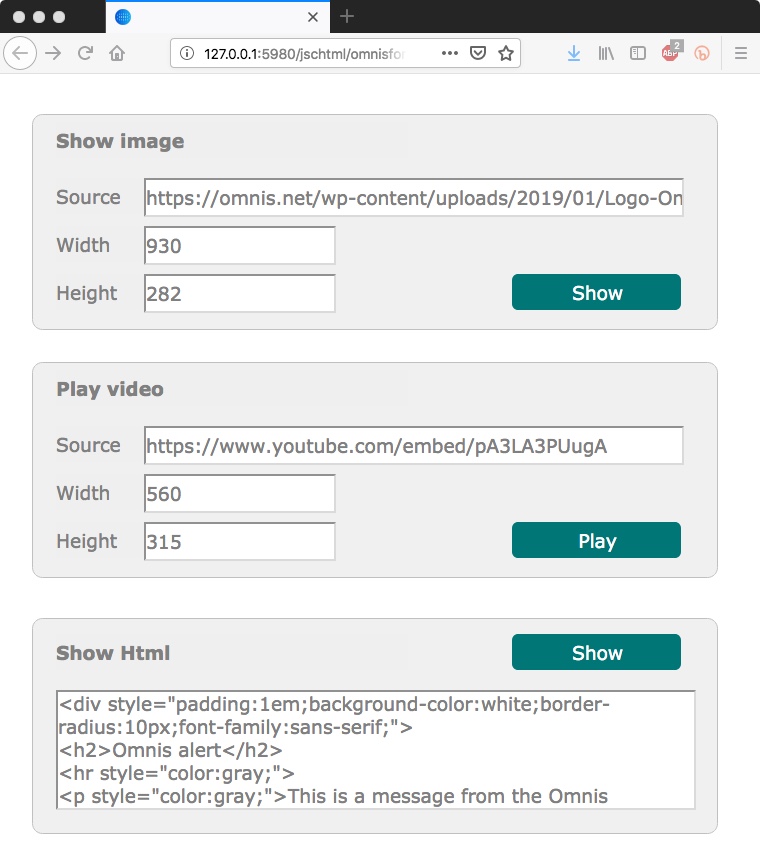 127.0.0.1:5980/jschtml/omnisfor
ABP
2
Show image
Source https://omnis.net/wp-content/uploads/2019/01/Logo-On
Width 930
Height 282 Show
Play video
Source https://www.youtube.com/embed/pA3LA3PUugA
Width 560
Height 315 Play
Show Html Show
<div style="padding:1em;background-color:white;border-
radius:10px;font-family:sans-serif;">
<h2>Omnis alert</h2>
<hr style="color:gray;">
<p style="color:gray;">This is a message from the Omnis